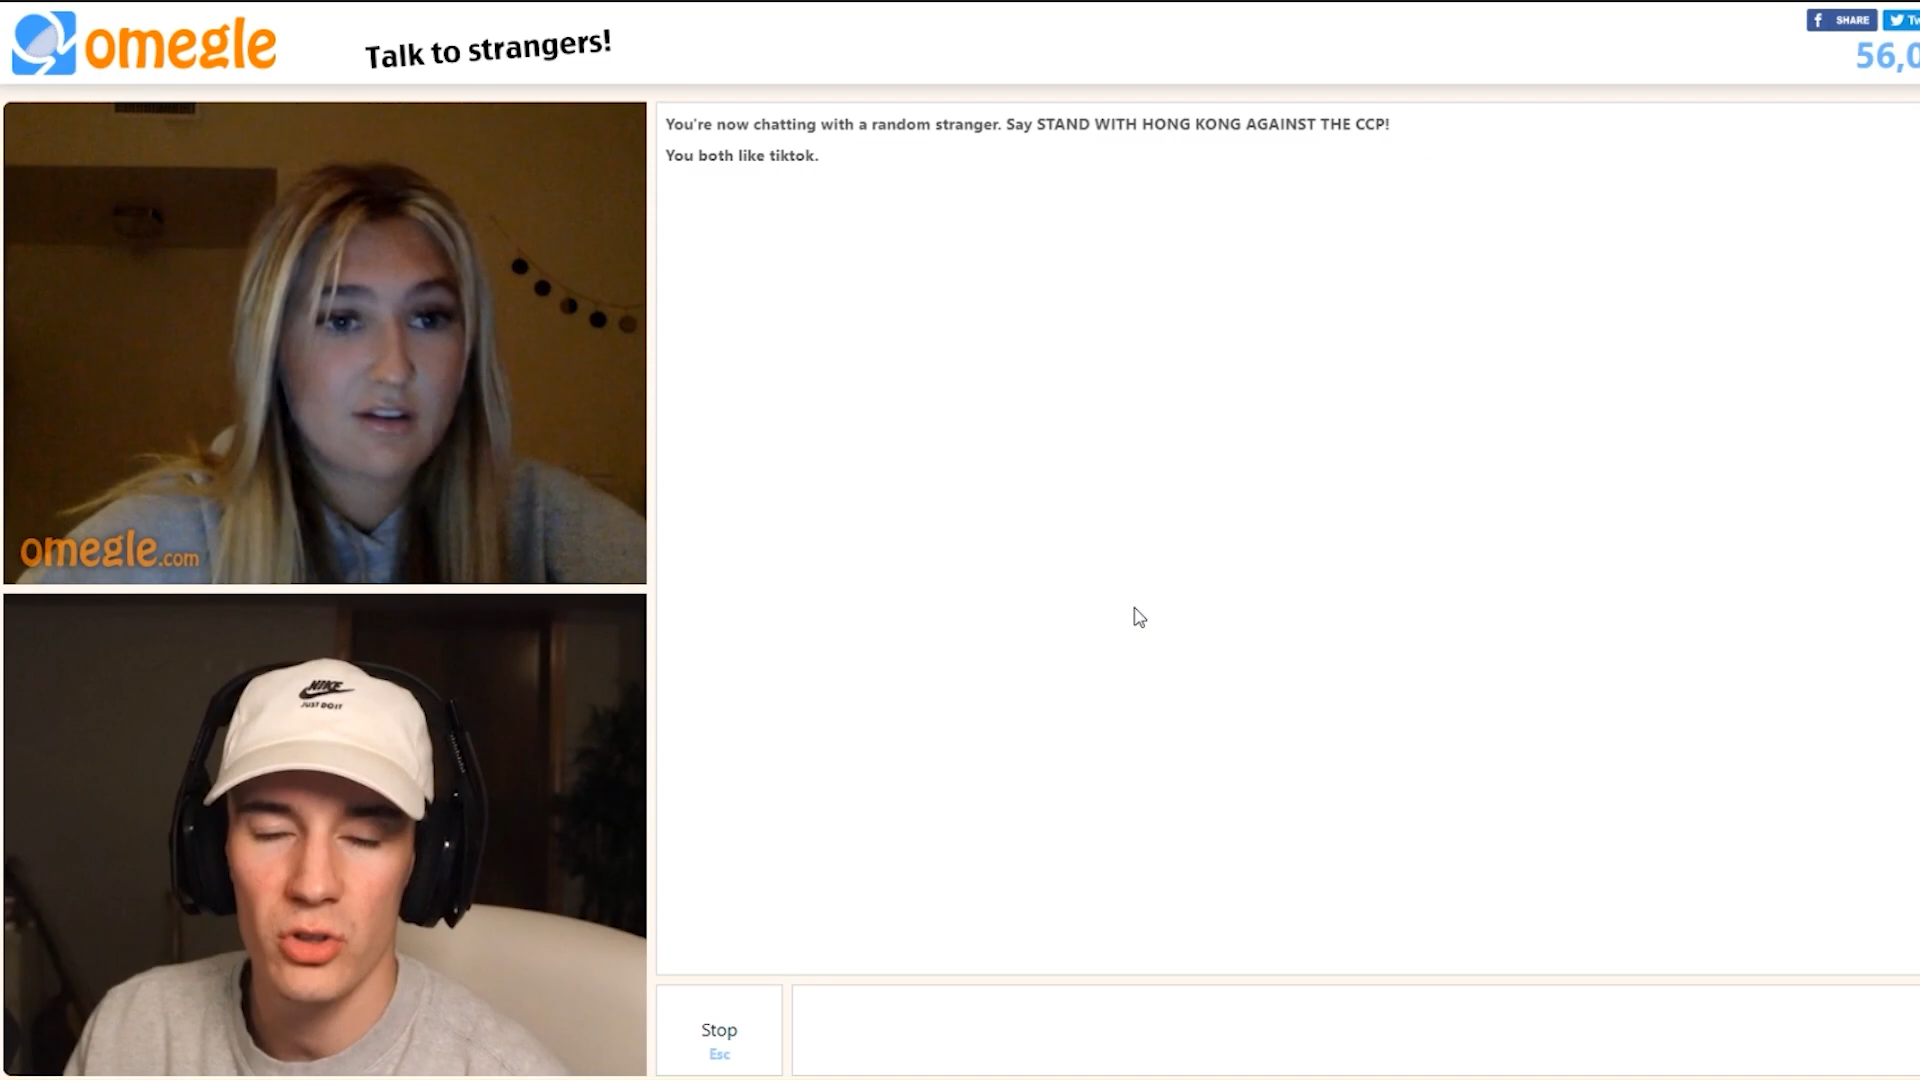 omegle
Talk to strangers!
SHARE
Tw
56,0
You're now chatting with a random stranger. Say STAND WITH HONG KONG AGAINST THE CCP!
You both like tiktok.
omegle.com
NIKE
JUST DO IT
Stop
Esc